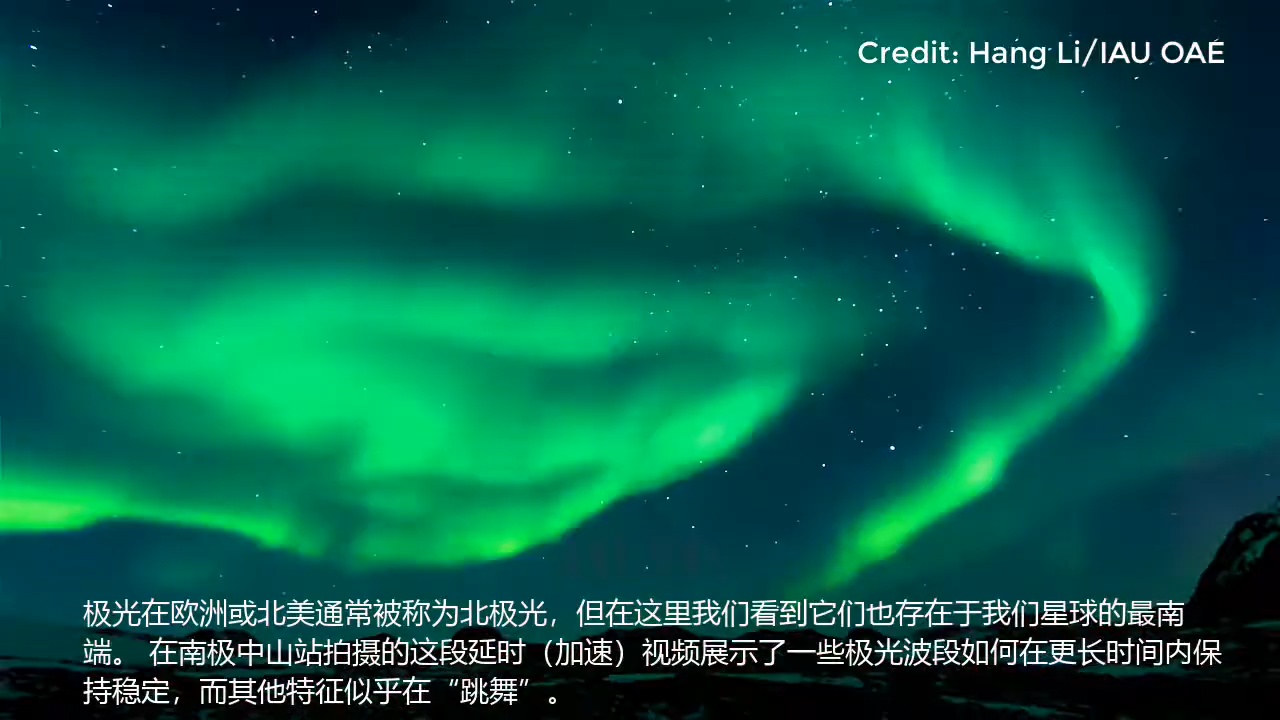 Credit: Hang Li/IAU OAE
极光在欧洲或北美通常被称为北极光，但在这里我们看到它们也存在于我们星球的最南
端。 在南极中山站拍摄的这段延时（加速）视频展示了一些极光波段如何在更长时间内保
持稳定，而其他特征似乎在“跳舞”。